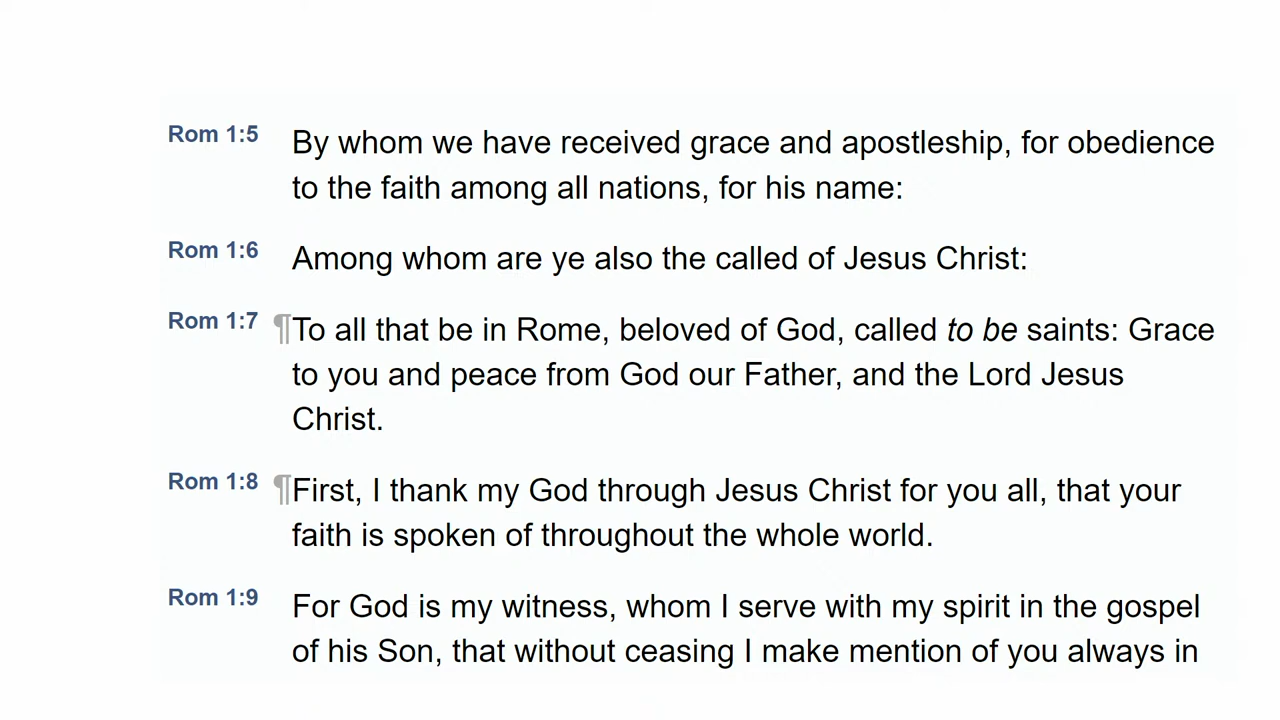 Rom 1:5 By whom we have received grace and apostleship, for obedience
to the faith among all nations, for his name:
Rom 1:6 Among whom are ye also the called of Jesus Christ:
Rom 1:7 ¶To all that be in Rome, beloved of God, called to be saints: Grace
to you and peace from God our Father, and the Lord Jesus
Christ.
Rom 1:8 ¶First, I thank my God through Jesus Christ for you all, that your
faith is spoken of throughout the whole world.
Rom 1:9 For God is my witness, whom I serve with my spirit in the gospel
of his Son, that without ceasing I make mention of you always in